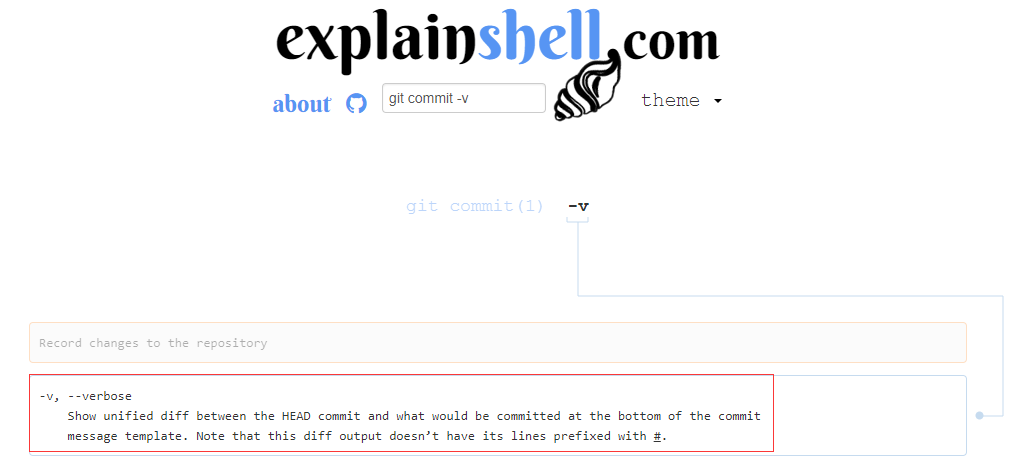 explainshell.com
about
git commit -v
theme
git commit(1) -v
Record changes to the repository
-v, --verbose
Show unified diff between the HEAD commit and what would be committed at the bottom of the commit
message template. Note that this diff output doesn’t have its lines prefixed with #.